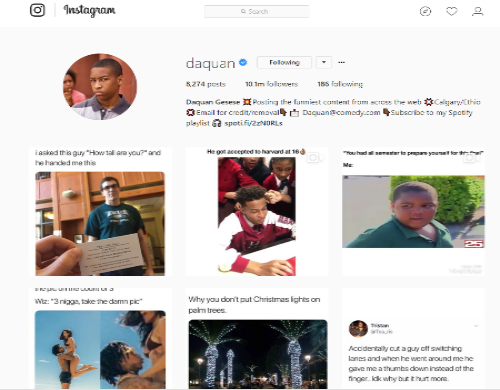 Instagram
Search
daquan
Following
5,274 posts 10.1m followers 185 following
Daquan Gesese 💥Posting the funniest content from across the web 💥Calgary/Ethio
💥Email for credit/removal Daquan@comedy.com Subscribe to my Spotify
playlist 🎧 spoti.fi/2zN0RLs
i asked this guy "How tall are you?" and
he handed me this
He got accepted to harvard at 16
"You had all semester to prepare yourself for this final"
Me:
25
the pic on the count of 3
Wiz: "3 nigga, take the damn pic"
Why you don't put Christmas lights on
palm trees.
Tristan
Accidentally cut a guy off switching
lanes and when he went around me he
gave me a thumbs down instead of the
finger.. Idk why but it hurt more.